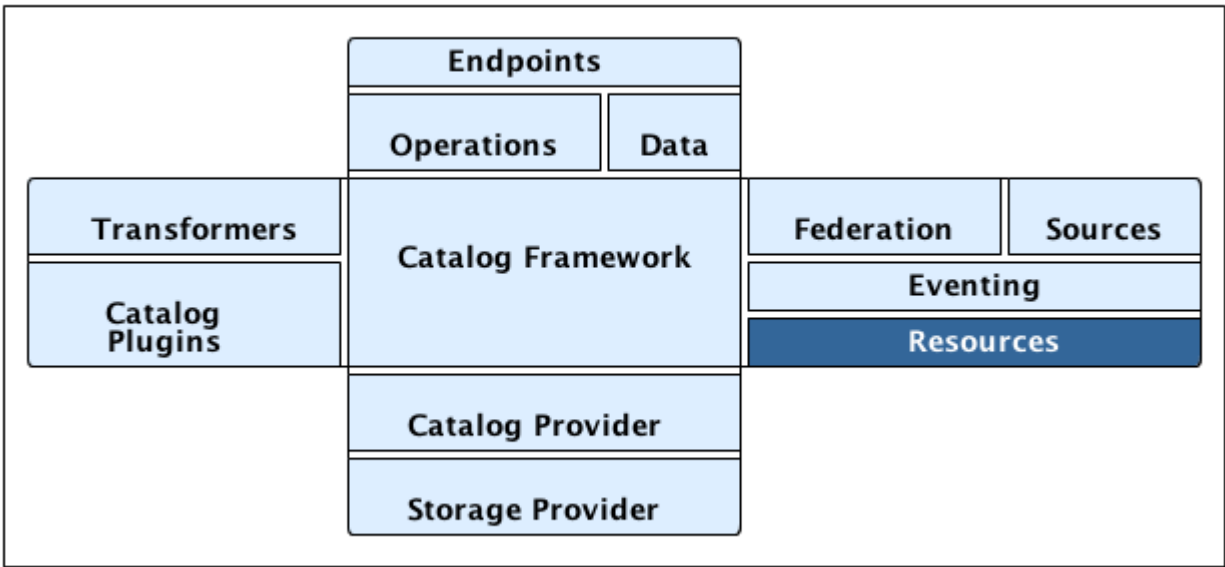 Endpoints
Operations
Data
Transformers
Catalog Framework
Federation
Sources
Eventing
Catalog
Plugins
Resources
Catalog Provider
Storage Provider